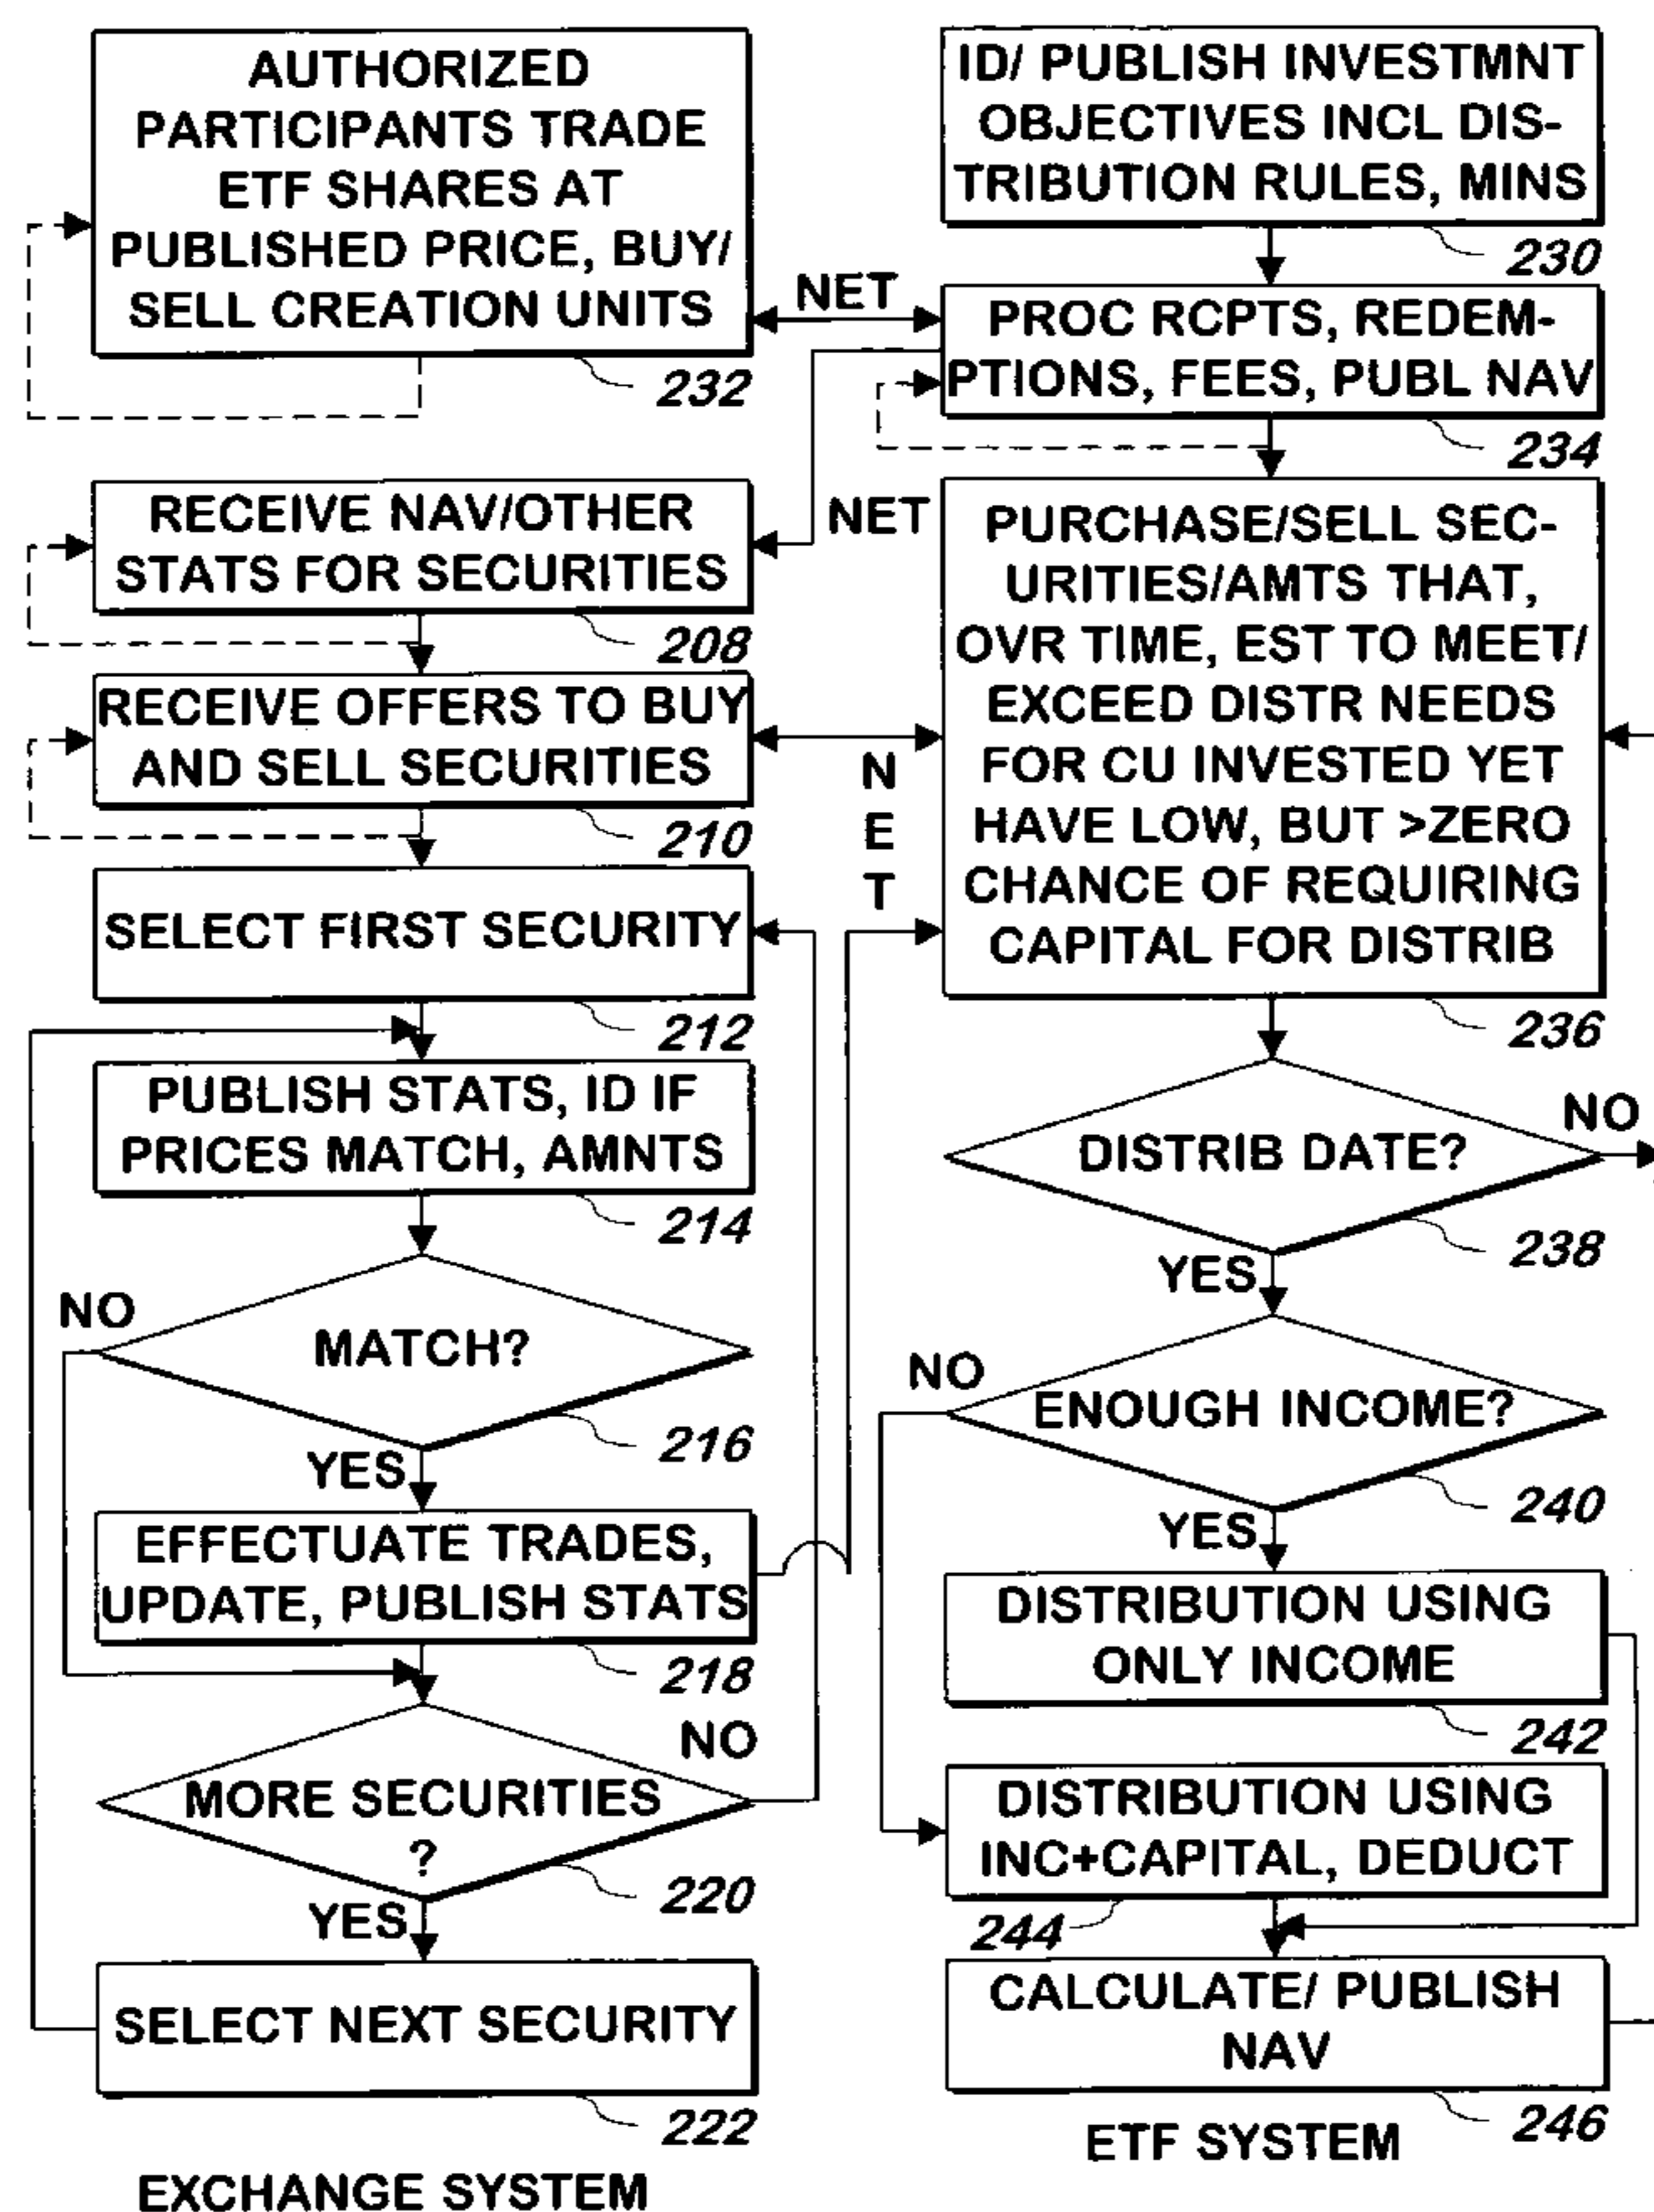 AUTHORIZED
PARTICIPANTS TRADE
ETF SHARES AT
PUBLISHED PRICE, BUY/
SELL CREATION UNITS
232
NET
RECEIVE NAV/OTHER
STATS FOR SECURITIES
208
NET
RECEIVE OFFERS TO BUY
AND SELL SECURITIES
210
N
E
T
SELECT FIRST SECURITY
212
PUBLISH STATS, ID IF
PRICES MATCH, AMNTS
214
NO
MATCH?
216
YES
EFFECTUATE TRADES,
UPDATE, PUBLISH STATS
218
NO
MORE SECURITIES
?
220
YES
SELECT NEXT SECURITY
222
EXCHANGE SYSTEM
ID/ PUBLISH INVESTMNT
OBJECTIVES INCL DIS-
TRIBUTION RULES, MINS
230
PROC RCPTS, REDEM-
PTIONS, FEES, PUBL NAV
234
PURCHASE/SELL SEC-
URITIES/AMTS THAT,
OVR TIME, EST TO MEET/
EXCEED DISTR NEEDS
FOR CU INVESTED YET
HAVE LOW, BUT >ZERO
CHANCE OF REQUIRING
CAPITAL FOR DISTRIB
236
NO
DISTRIB DATE?
238
YES
NO
ENOUGH INCOME?
240
YES
DISTRIBUTION USING
ONLY INCOME
242
DISTRIBUTION USING
INC+CAPITAL, DEDUCT
244
CALCULATE/ PUBLISH
NAV
246
ETF SYSTEM